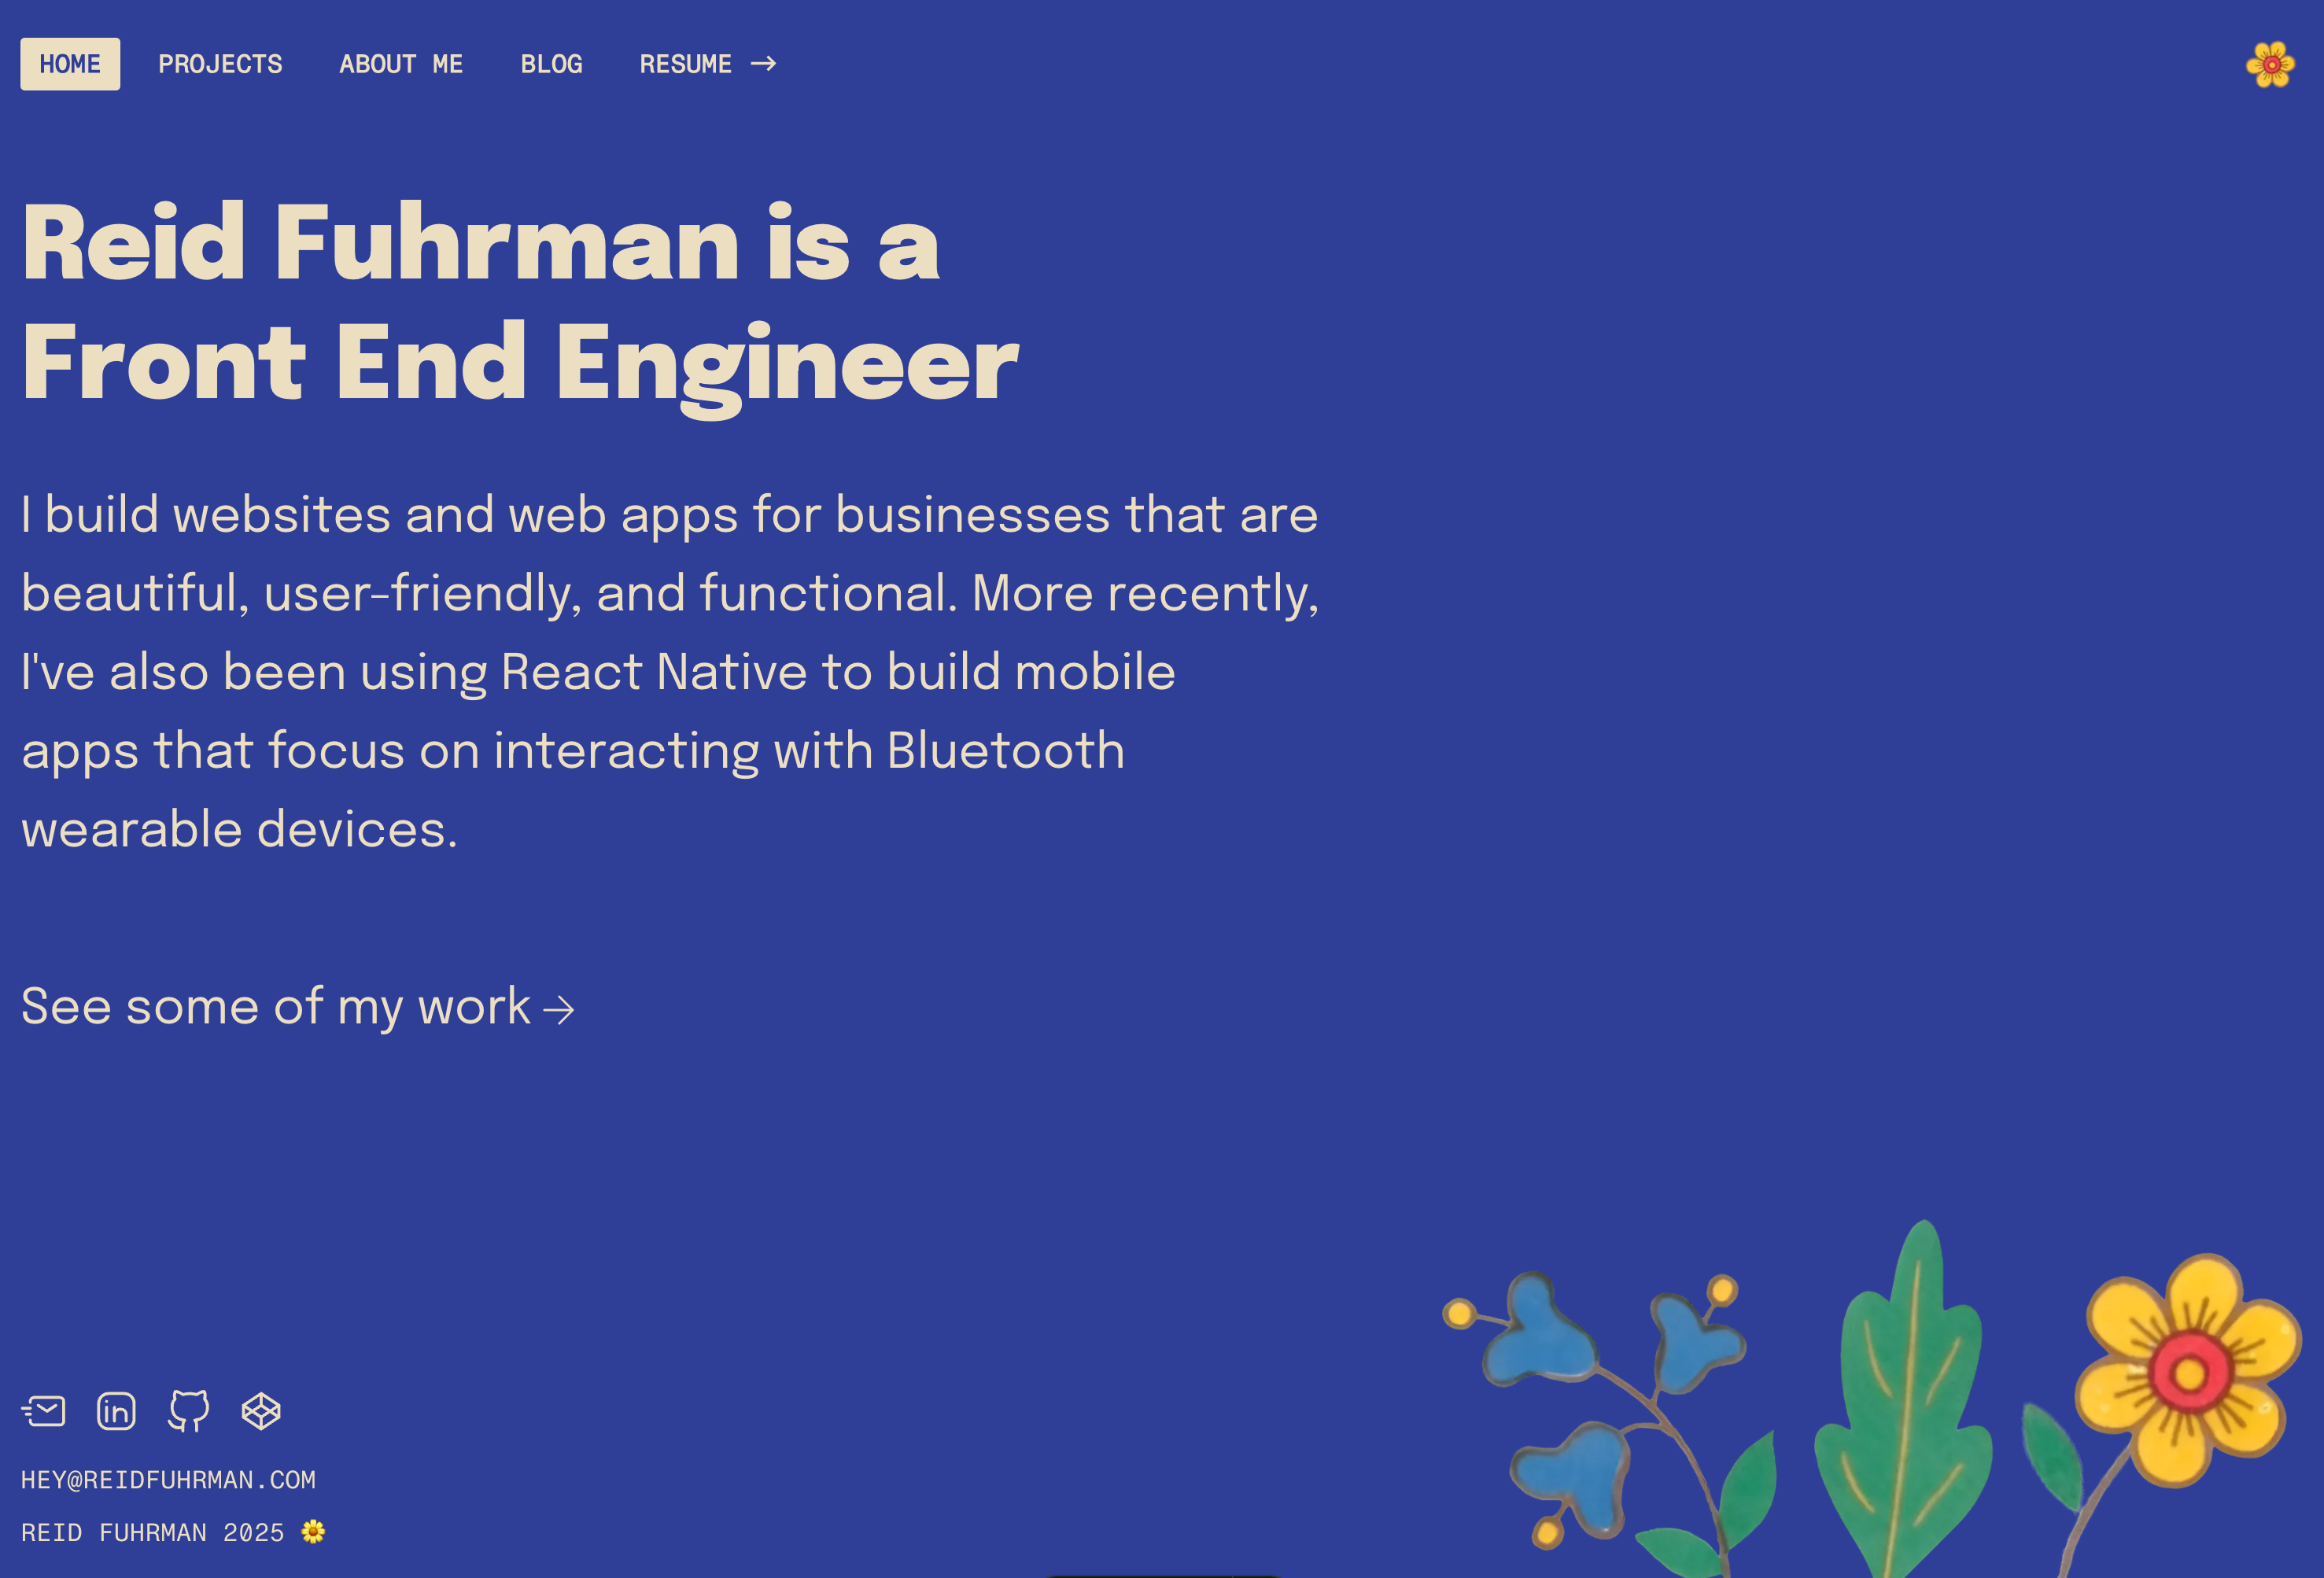 HOME PROJECTS ABOUT ME BLOG RESUME →
Reid Fuhrman is a
Front End Engineer
I build websites and web apps for businesses that are
beautiful, user-friendly, and functional. More recently,
I've also been using React Native to build mobile
apps that focus on interacting with Bluetooth
wearable devices.
See some of my work →
in
HEY@REIDFUHRMAN.COM
REID FUHRMAN 2025 🌼